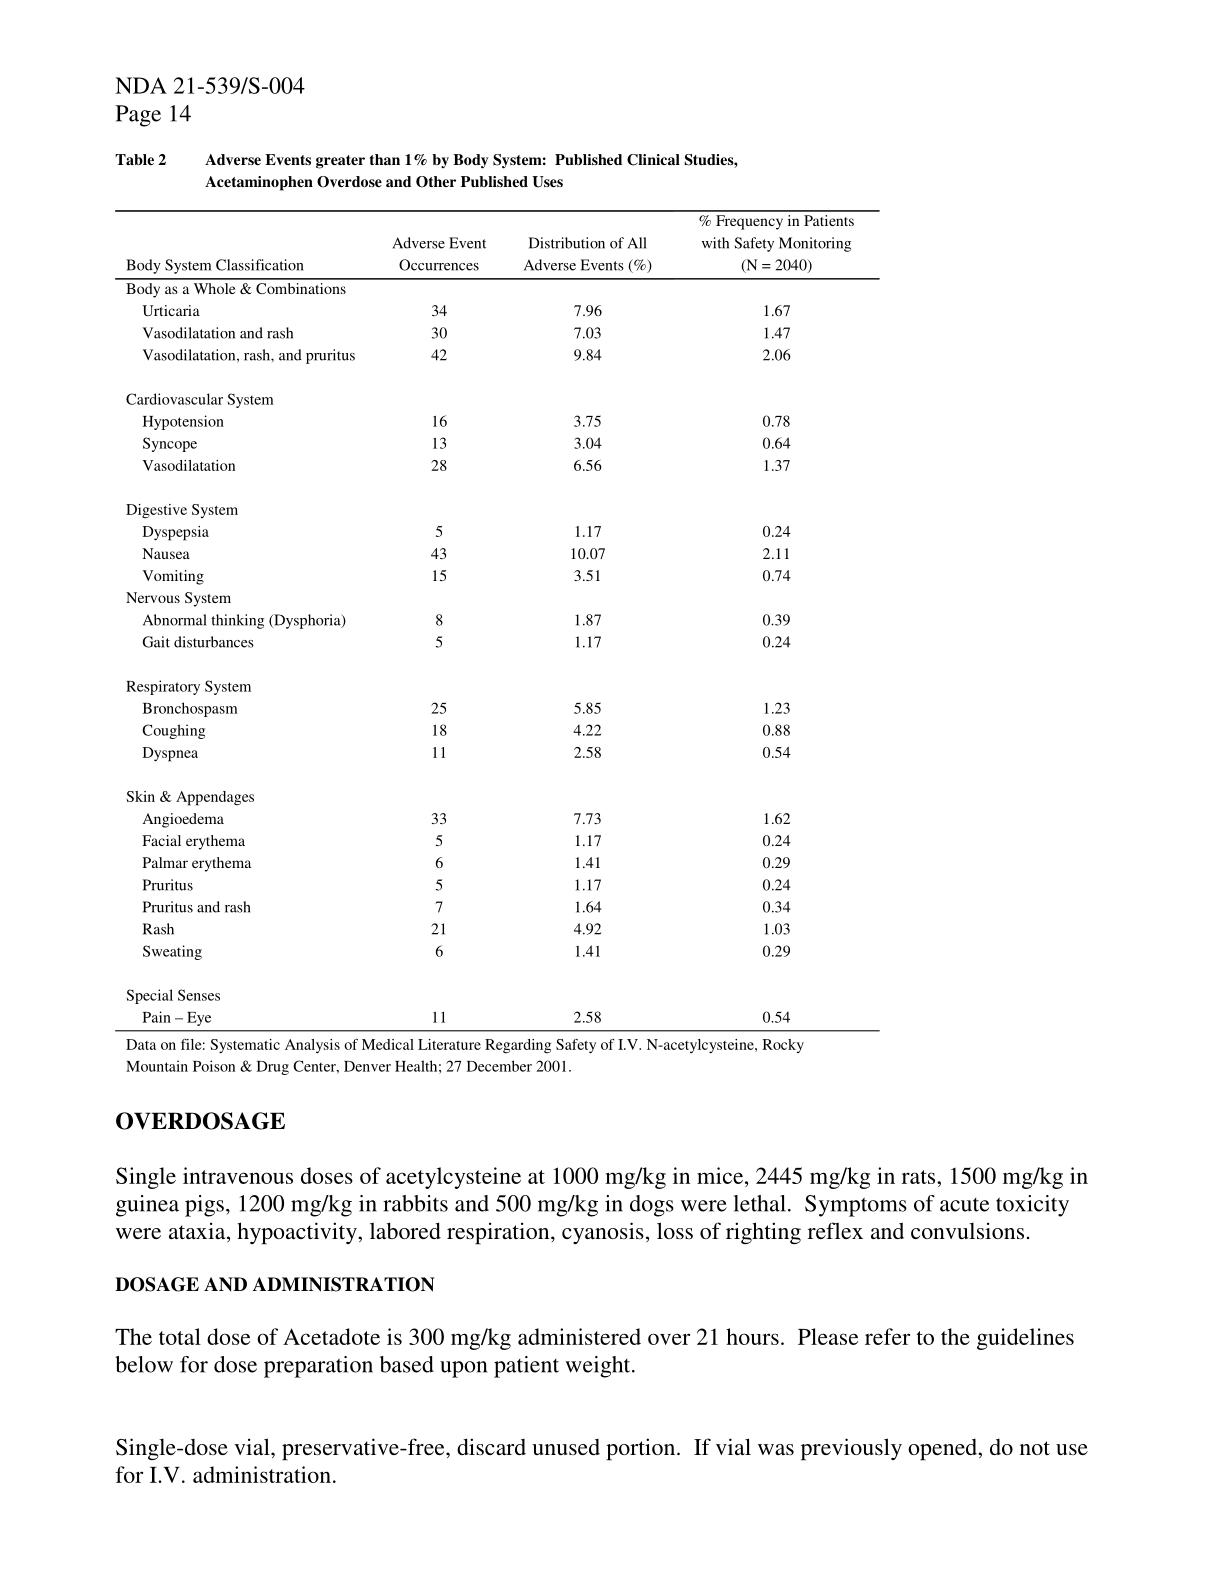 NDA 21-539/S-004
Page 14
Table 2 Adverse Events greater than 1% by Body System: Published Clinical Studies,
Acetaminophen Overdose and Other Published Uses
% Frequency in Patients
Adverse Event Distribution of All with Safety Monitoring
Body System Classification Occurrences Adverse Events (%) (N = 2040)
Body as a Whole & Combinations
Urticaria 34 7.96 1.67
Vasodilatation and rash 30 7.03 1.47
Vasodilatation, rash, and pruritus 42 9.84 2.06
Cardiovascular System
Hypotension 16 3.75 0.78
Syncope 13 3.04 0.64
Vasodilatation 28 6.56 1.37
Digestive System
Dyspepsia 5 1.17 0.24
Nausea 43 10.07 2.11
Vomiting 15 3.51 0.74
Nervous System
Abnormal thinking (Dysphoria) 8 1.87 0.39
Gait disturbances 5 1.17 0.24
Respiratory System
Bronchospasm 25 5.85 1.23
Coughing 18 4.22 0.88
Dyspnea 11 2.58 0.54
Skin & Appendages
Angioedema 33 7.73 1.62
Facial erythema 5 1.17 0.24
Palmar erythema 6 1.41 0.29
Pruritus 5 1.17 0.24
Pruritus and rash 7 1.64 0.34
Rash 21 4.92 1.03
Sweating 6 1.41 0.29
Special Senses
Pain – Eye 11 2.58 0.54
Data on file: Systematic Analysis of Medical Literature Regarding Safety of I.V. N-acetylcysteine, Rocky
Mountain Poison & Drug Center, Denver Health; 27 December 2001.
OVERDOSAGE
Single intravenous doses of acetylcysteine at 1000 mg/kg in mice, 2445 mg/kg in rats, 1500 mg/kg in
guinea pigs, 1200 mg/kg in rabbits and 500 mg/kg in dogs were lethal. Symptoms of acute toxicity
were ataxia, hypoactivity, labored respiration, cyanosis, loss of righting reflex and convulsions.
DOSAGE AND ADMINISTRATION
The total dose of Acetadote is 300 mg/kg administered over 21 hours. Please refer to the guidelines
below for dose preparation based upon patient weight.
Single-dose vial, preservative-free, discard unused portion. If vial was previously opened, do not use
for I.V. administration.